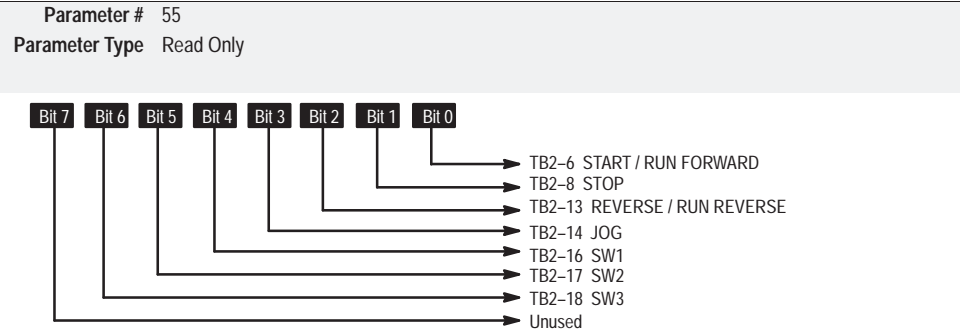 Parameter # 55
Parameter Type Read Only
Bit 7 Bit 6 Bit 5 Bit 4 Bit 3 Bit 2 Bit 1 Bit 0
TB2–6 START / RUN FORWARD
TB2–8 STOP
TB2–13 REVERSE / RUN REVERSE
TB2–14 JOG
TB2–16 SW1
TB2–17 SW2
TB2–18 SW3
Unused